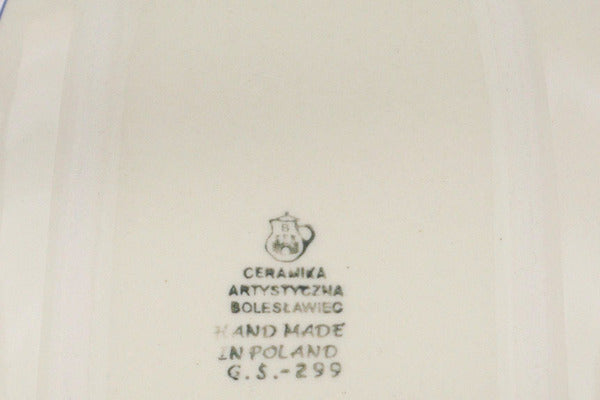 B
CERAMIKA
ARTYSTYCZNA
BOLESŁAWIEC
HAND MADE
IN POLAND
G.S.-299